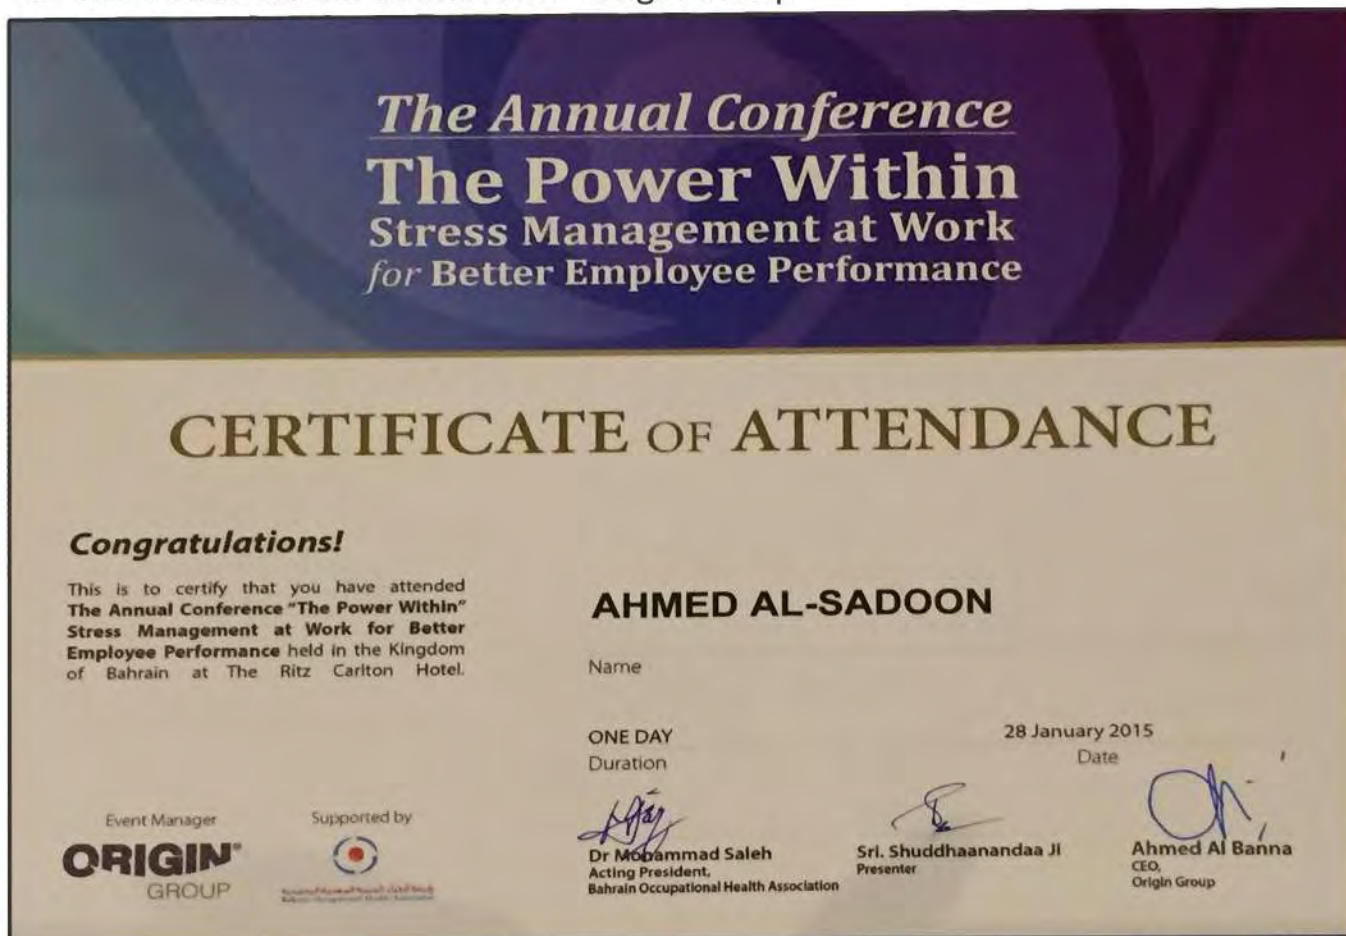 The Annual Conference
The Power Within
Stress Management at Work
for Better Employee Performance
CERTIFICATE OF ATTENDANCE
Congratulations!
This is to certify that you have attended
The Annual Conference "The Power Within"
Stress Management at Work for Better
Employee Performance held in the Kingdom
of Bahrain at The Ritz Carlton Hotel.
AHMED AL-SADOON
Name
ONE DAY
Duration
28 January 2015
Date
Event Manager
ORIGIN®
GROUP
Supported by
Dr Mohammad Saleh
Acting President,
Bahrain Occupational Health Association
Sri. Shuddhaanandaa Ji
Presenter
Ahmed Al Banna
CEO,
Origin Group